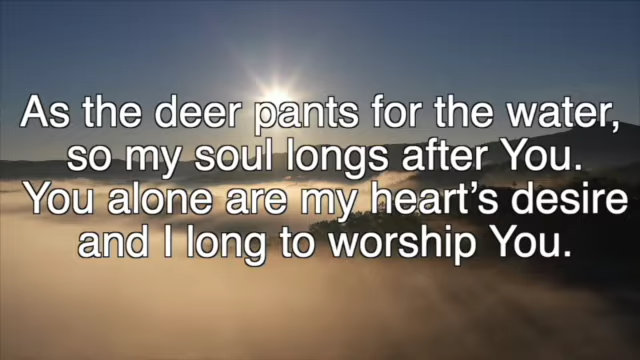 As the deer pants for the water,
so my soul longs after You.
You alone are my heart’s desire
and I long to worship You.